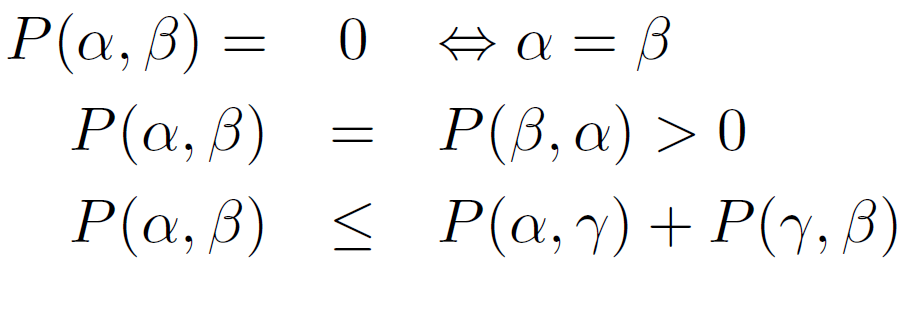 P(α, β) = 0 ⇔ α = β
P(α, β) = P(β, α) > 0
P(α, β) ≤ P(α, γ) + P(γ, β)